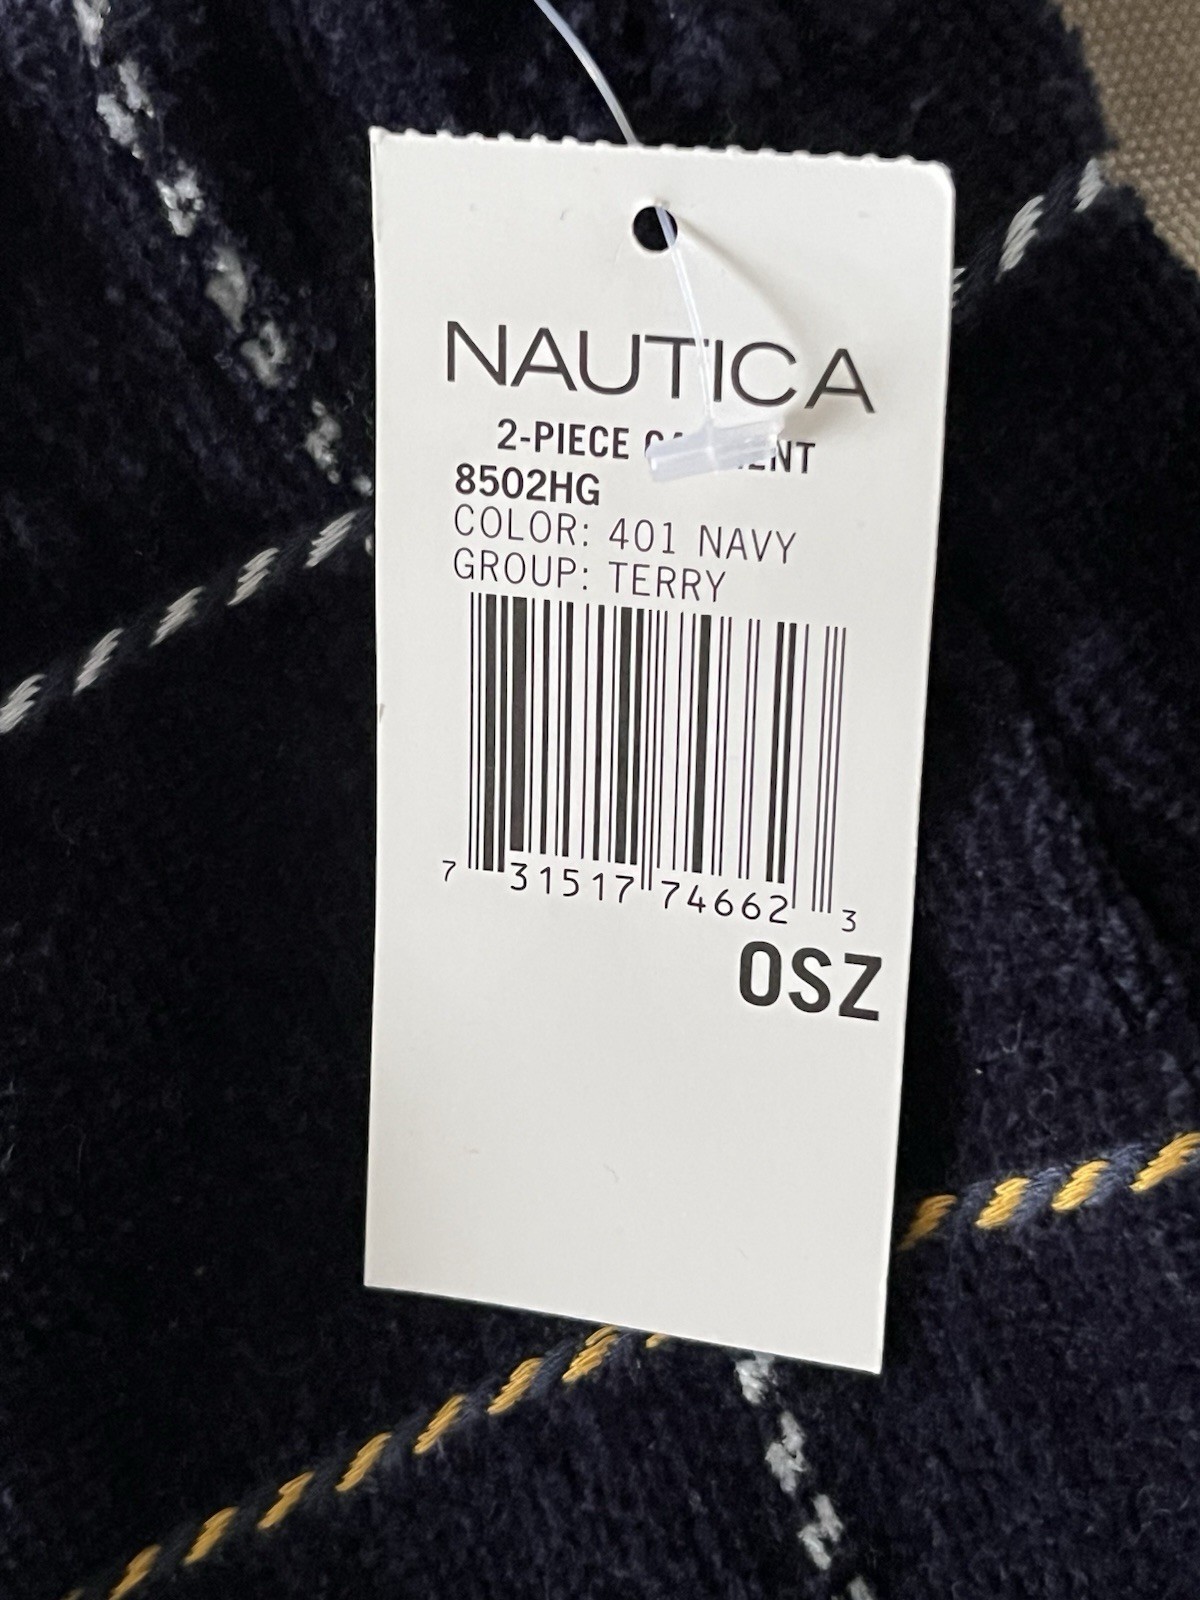 NAUTICA
2-PIECE
8502HG
COLOR: 401 NAVY
GROUP: TERRY
7 31517 74662 3
OSZ